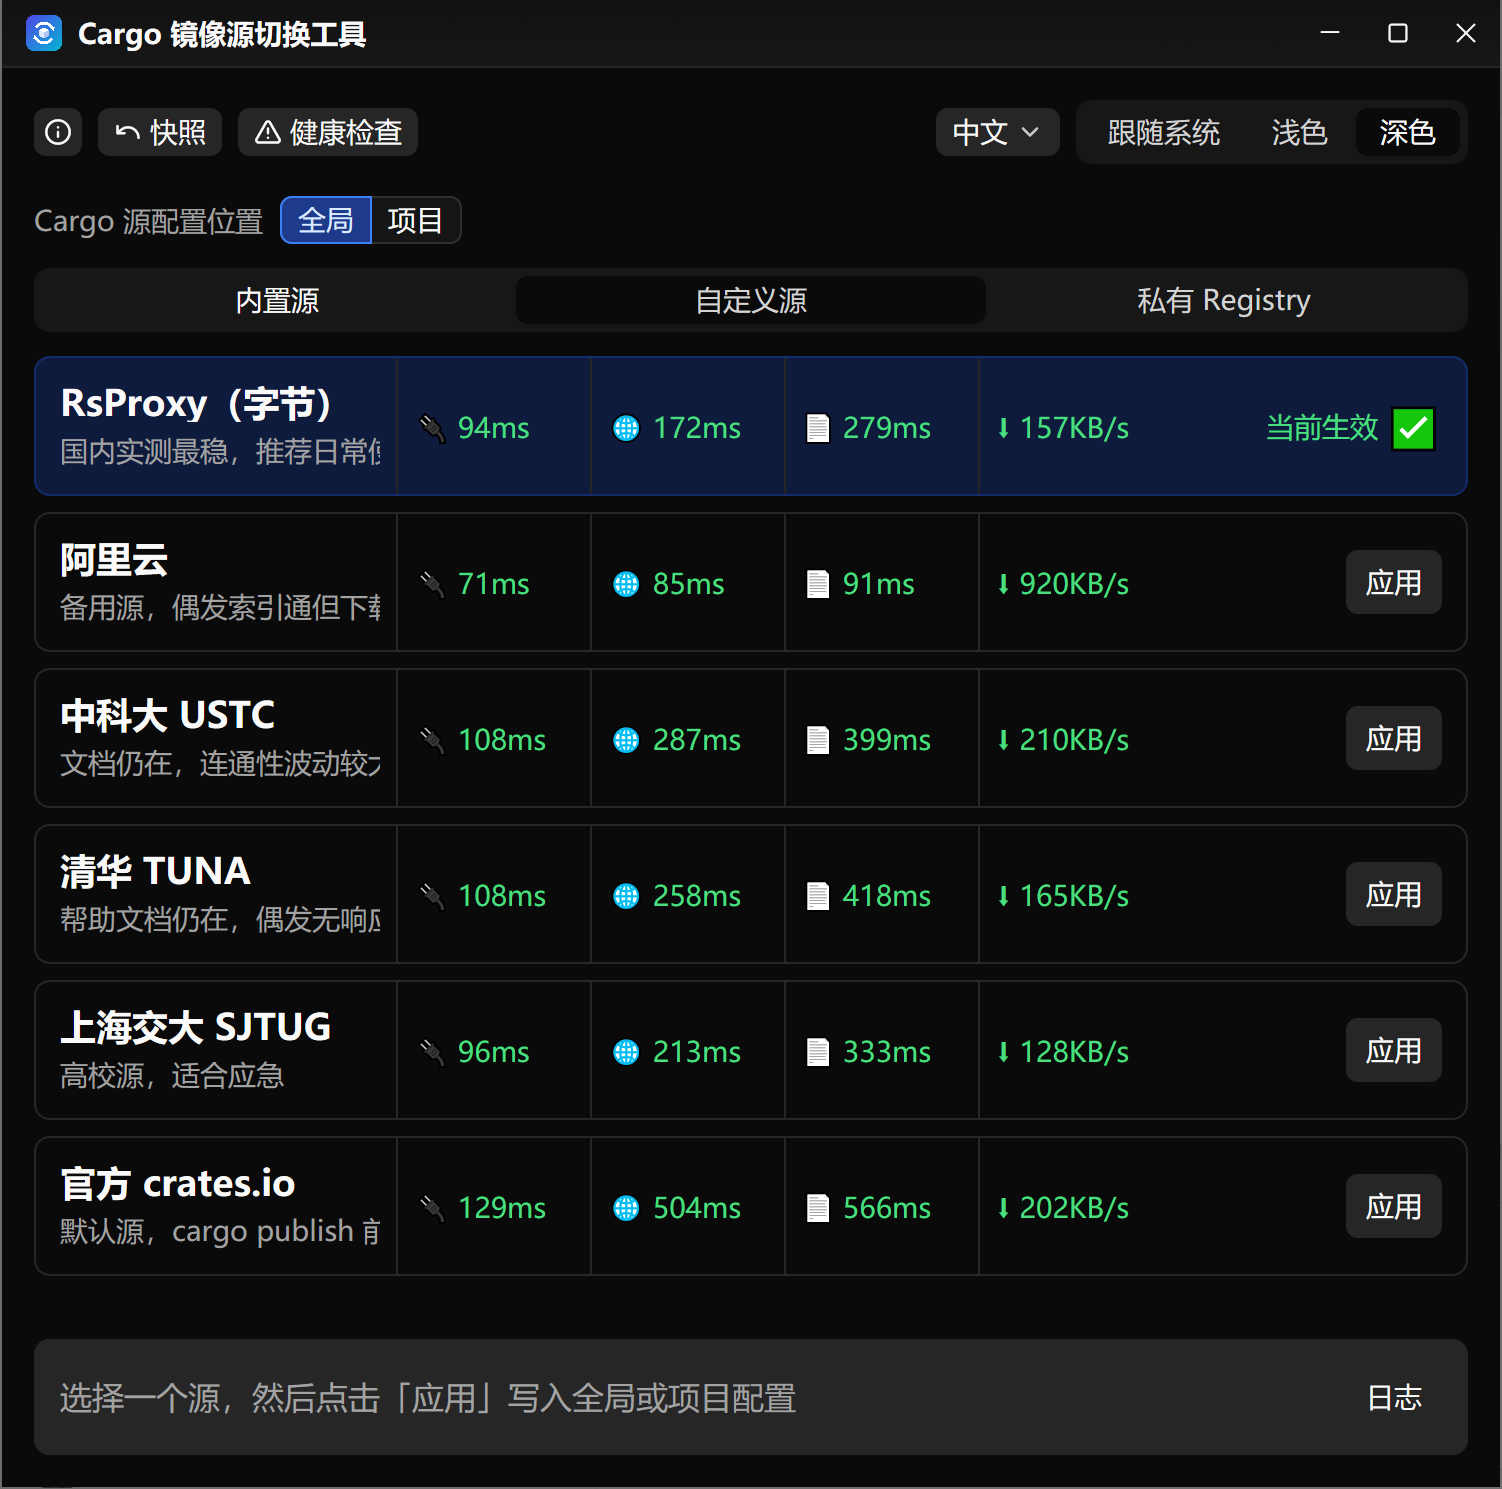 Cargo 镜像源切换工具
快照 健康检查 中文 跟随系统 浅色 深色
Cargo 源配置位置 全局 项目
内置源 自定义源 私有 Registry
RsProxy（字节）
国内实测最稳，推荐日常
94ms 172ms 279ms 157KB/s 当前生效
阿里云
备用源，偶发索引通但下
71ms 85ms 91ms 920KB/s 应用
中科大 USTC
文档仍在，连通性波动较
108ms 287ms 399ms 210KB/s 应用
清华 TUNA
帮助文档仍在，偶发无响
108ms 258ms 418ms 165KB/s 应用
上海交大 SJTUG
高校源，适合应急
96ms 213ms 333ms 128KB/s 应用
官方 crates.io
默认源，cargo publish 前
129ms 504ms 566ms 202KB/s 应用
选择一个源，然后点击「应用」写入全局或项目配置 日志